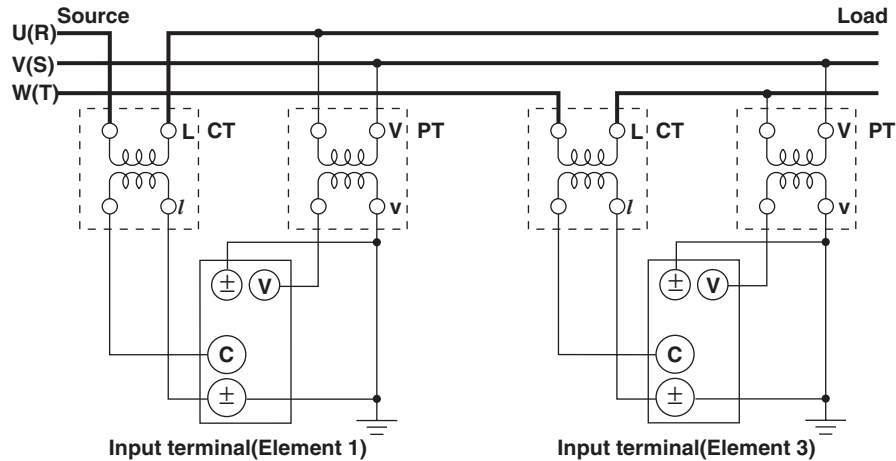 Source Load
U(R)
V(S)
W(T)
L CT V PT L CT V PT
l v l v
± V ± V
C C
± ±
Input terminal(Element 1) Input terminal(Element 3)